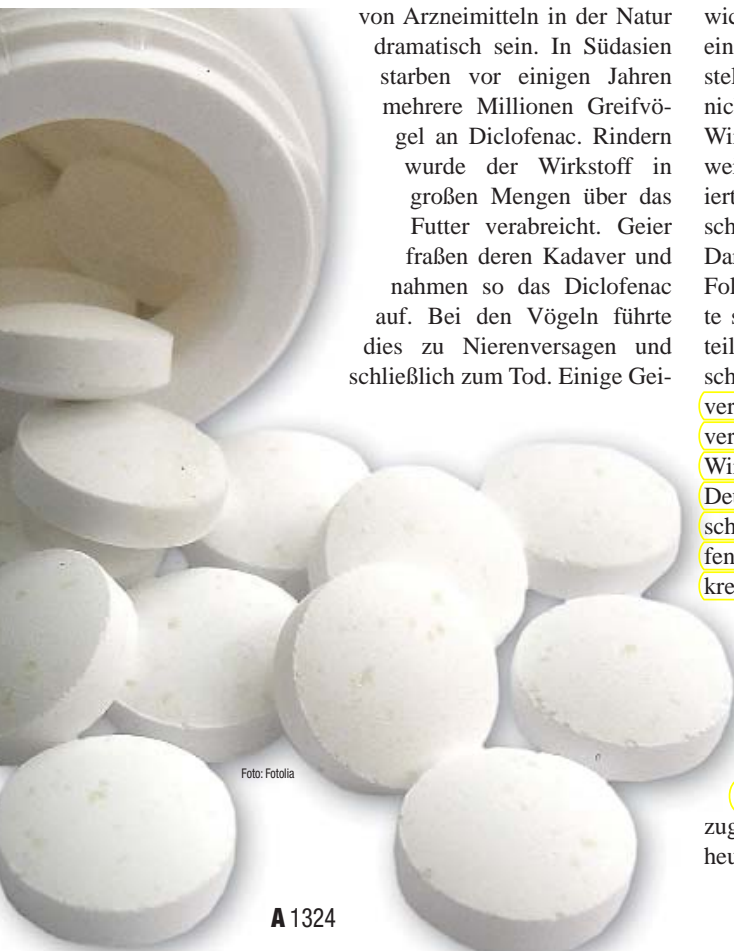 von Arzneimitteln in der Natur
dramatisch sein. In Südasien
starben vor einigen Jahren
mehrere Millionen Greifvö-
gel an Diclofenac. Rindern
wurde der Wirkstoff in
großen Mengen über das
Futter verabreicht. Geier
fraßen deren Kadaver und
nahmen so das Diclofenac
auf. Bei den Vögeln führte
dies zu Nierenversagen und
schließlich zum Tod. Einige Gei-
Foto: Fotolia
A 1324